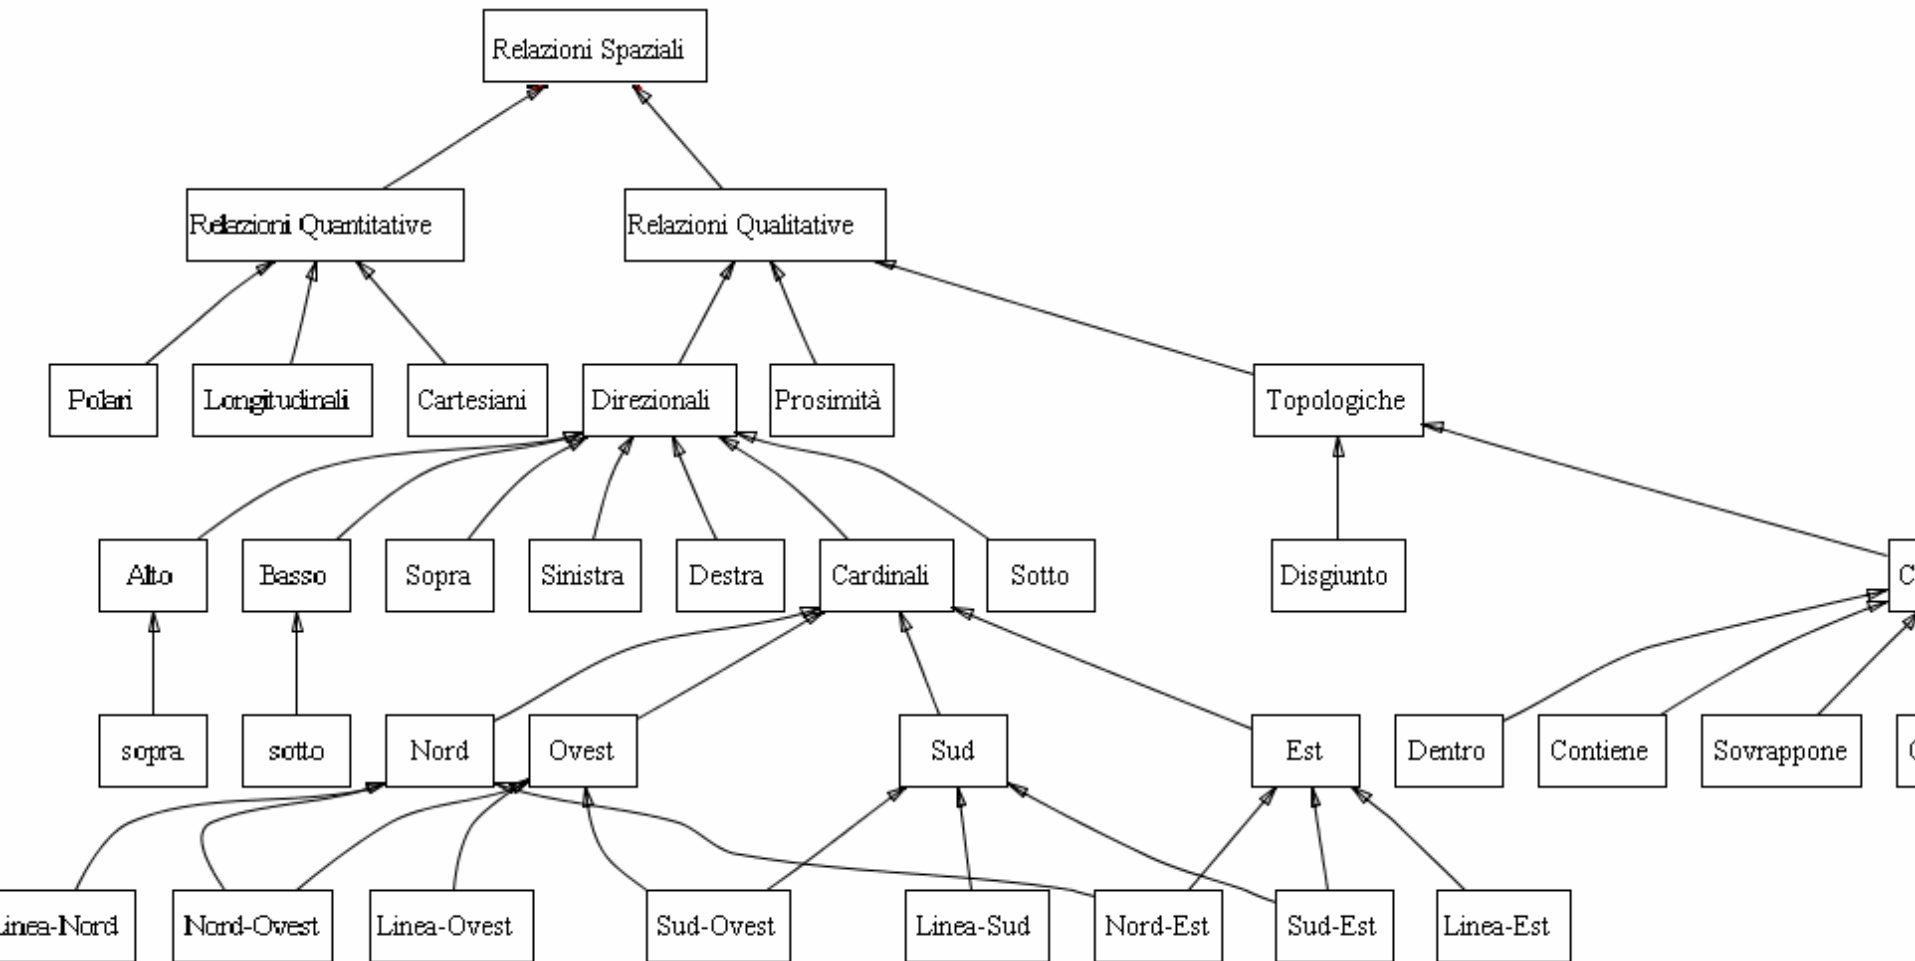 Relazioni Spaziali
Relazioni Quantitative
Relazioni Qualitative
Polari
Longitudinali
Cartesiani
Direzionali
Prosimità
Topologiche
Alto
Basso
Sopra
Sinistra
Destra
Cardinali
Sotto
Disgiunto
sopra
sotto
Nord
Ovest
Sud
Est
Dentro
Contiene
Sovrappone
Linea-Nord
Nord-Ovest
Linea-Ovest
Sud-Ovest
Linea-Sud
Nord-Est
Sud-Est
Linea-Est